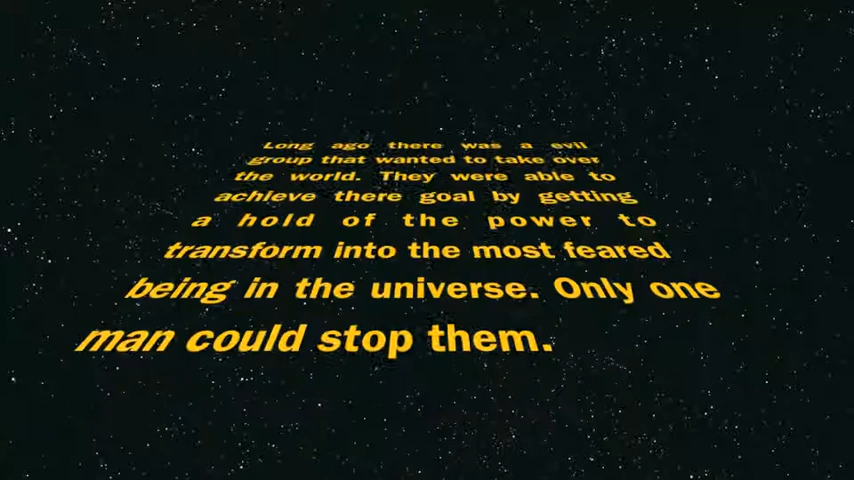 Long ago there was a evil
group that wanted to take over
the world. They were able to
achieve there goal by getting
a hold of the power to
transform into the most feared
being in the universe. Only one
man could stop them.